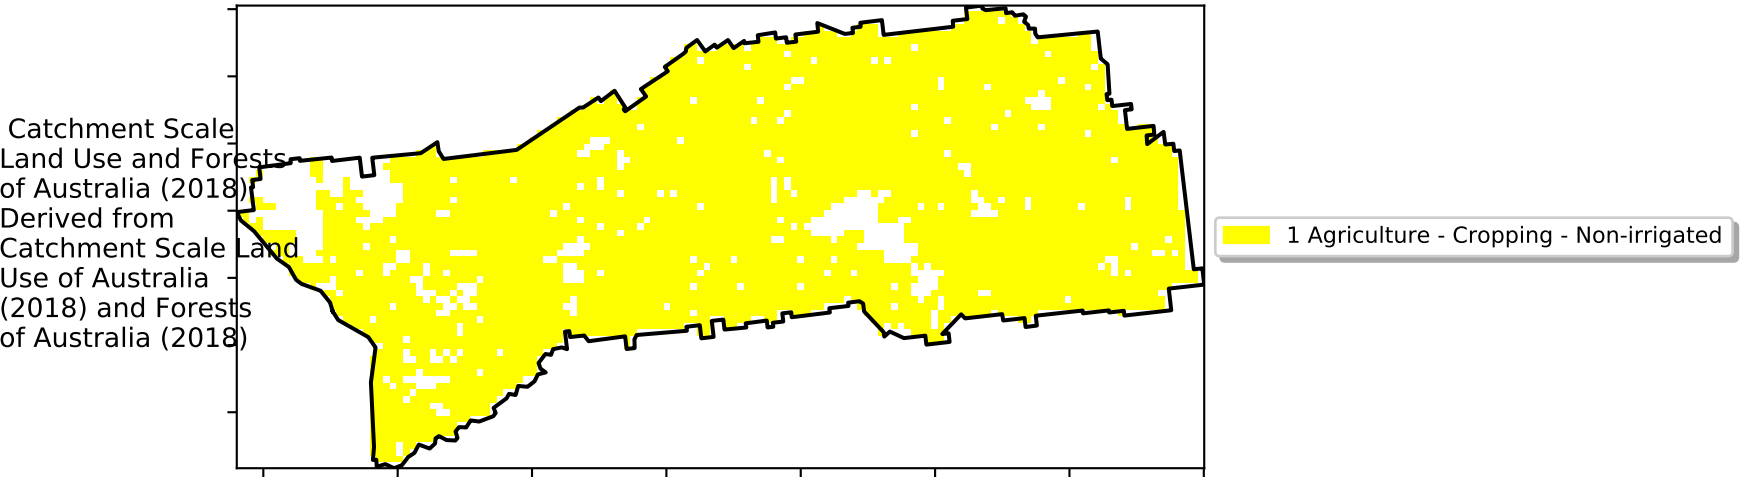 Catchment Scale
Land Use and Forests
of Australia (2018)
Derived from
Catchment Scale Land
Use of Australia
(2018) and Forests
of Australia (2018)
1 Agriculture - Cropping - Non-irrigated